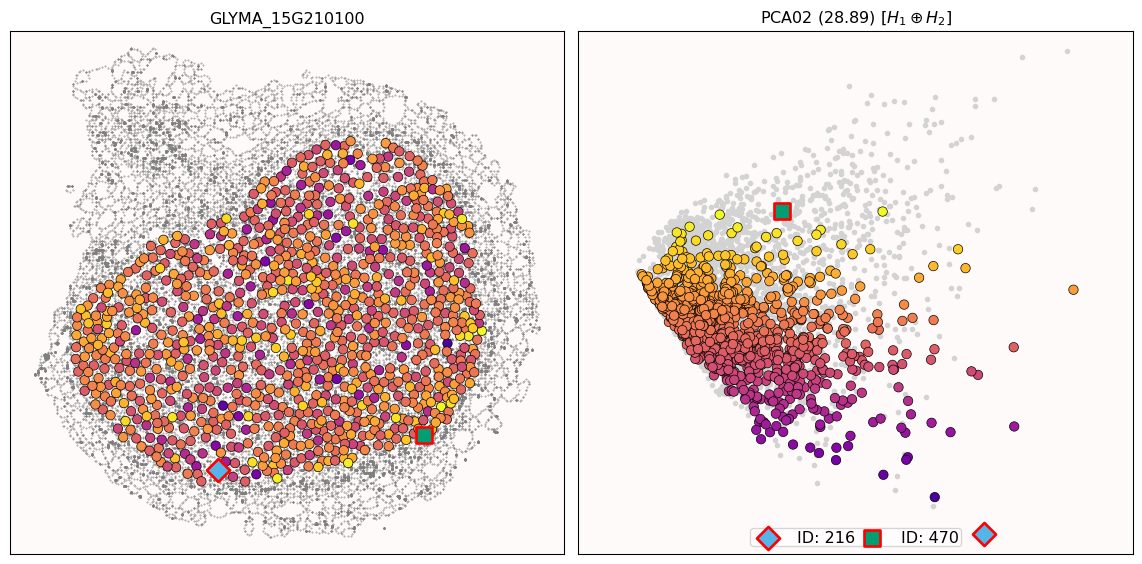 GLYMA_15G210100
PCA02 (28.89) [H₁ ⊕ H₂]
ID: 216 ID: 470